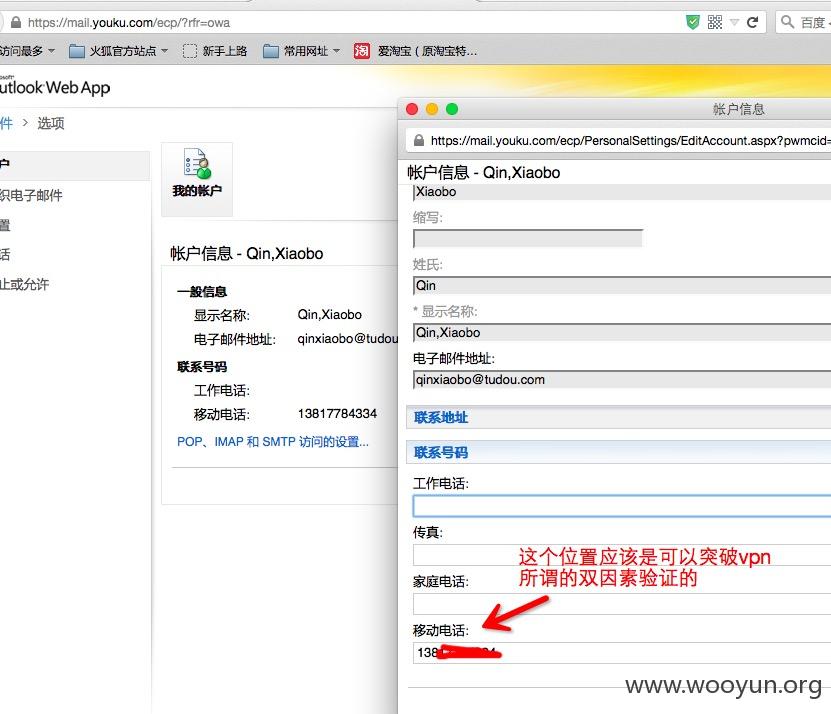 https://mail.youku.com/ecp/?rfr=owa
百度
访问最多
火狐官方站点
新手上路
常用网址
淘
爱淘宝（原淘宝特...
utlook Web App
件 > 选项
户
我的帐户
织电子邮件
置
话
止或允许
帐户信息 - Qin,Xiaobo
一般信息
显示名称: Qin,Xiaobo
电子邮件地址: qinxiaobo@tudou
联系号码
工作电话:
移动电话: 13817784334
POP、IMAP 和 SMTP 访问的设置...
帐户信息
https://mail.youku.com/ecp/PersonalSettings/EditAccount.aspx?pwmcid=
帐户信息 - Qin,Xiaobo
Xiaobo
缩写:
姓氏:
Qin
* 显示名称:
Qin,Xiaobo
电子邮件地址:
qinxiaobo@tudou.com
联系地址
联系号码
工作电话:
传真:
这个位置应该是可以突破vpn
所谓的双因素验证的
家庭电话:
移动电话:
138
www.wooyun.org